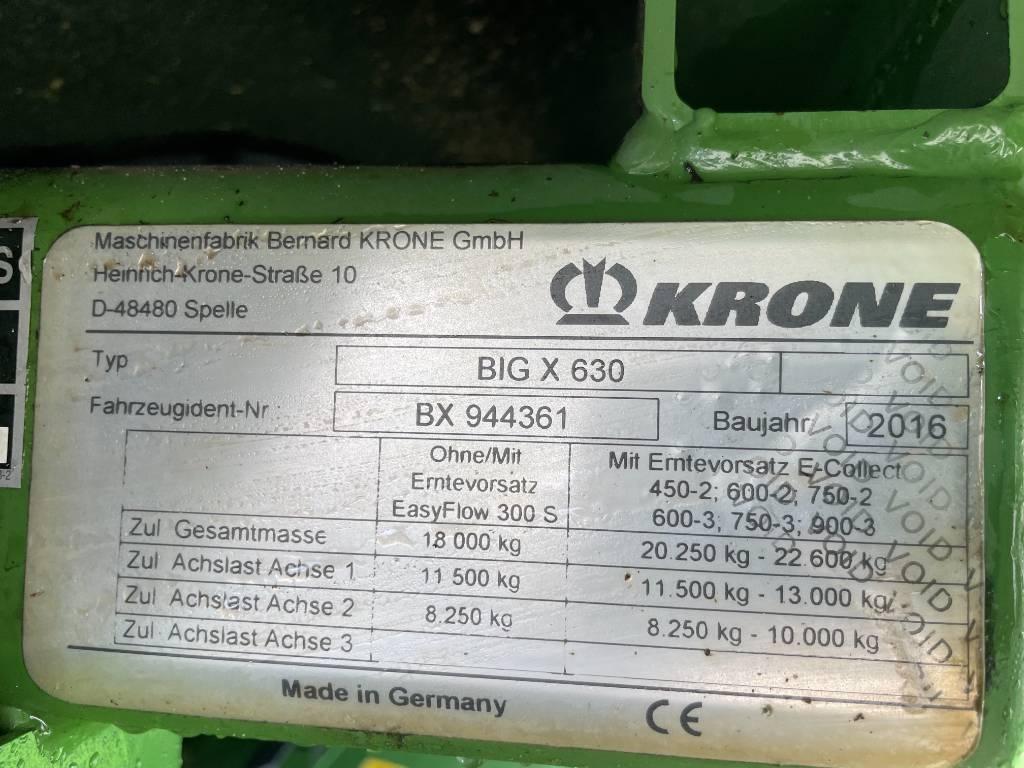 Maschinenfabrik Bernard KRONE GmbH
Heinrich-Krone-Straße 10
D-48480 Spelle
KRONE
Typ BIG X 630
Fahrzeugident-Nr BX 944361 Baujahr 2016
Ohne/Mit
Erntevorsatz
EasyFlow 300 S
Mit Erntevorsatz E-Collect
450-2; 600-2; 750-2
600-3; 750-3; 900-3
Zul Gesamtmasse 18 000 kg 20.250 kg - 22.600 kg
Zul Achslast Achse 1 11 500 kg 11.500 kg - 13.000 kg
Zul Achslast Achse 2 8.250 kg 8.250 kg - 10.000 kg
Zul Achslast Achse 3
Made in Germany CE
VOID VOID VOID VOID